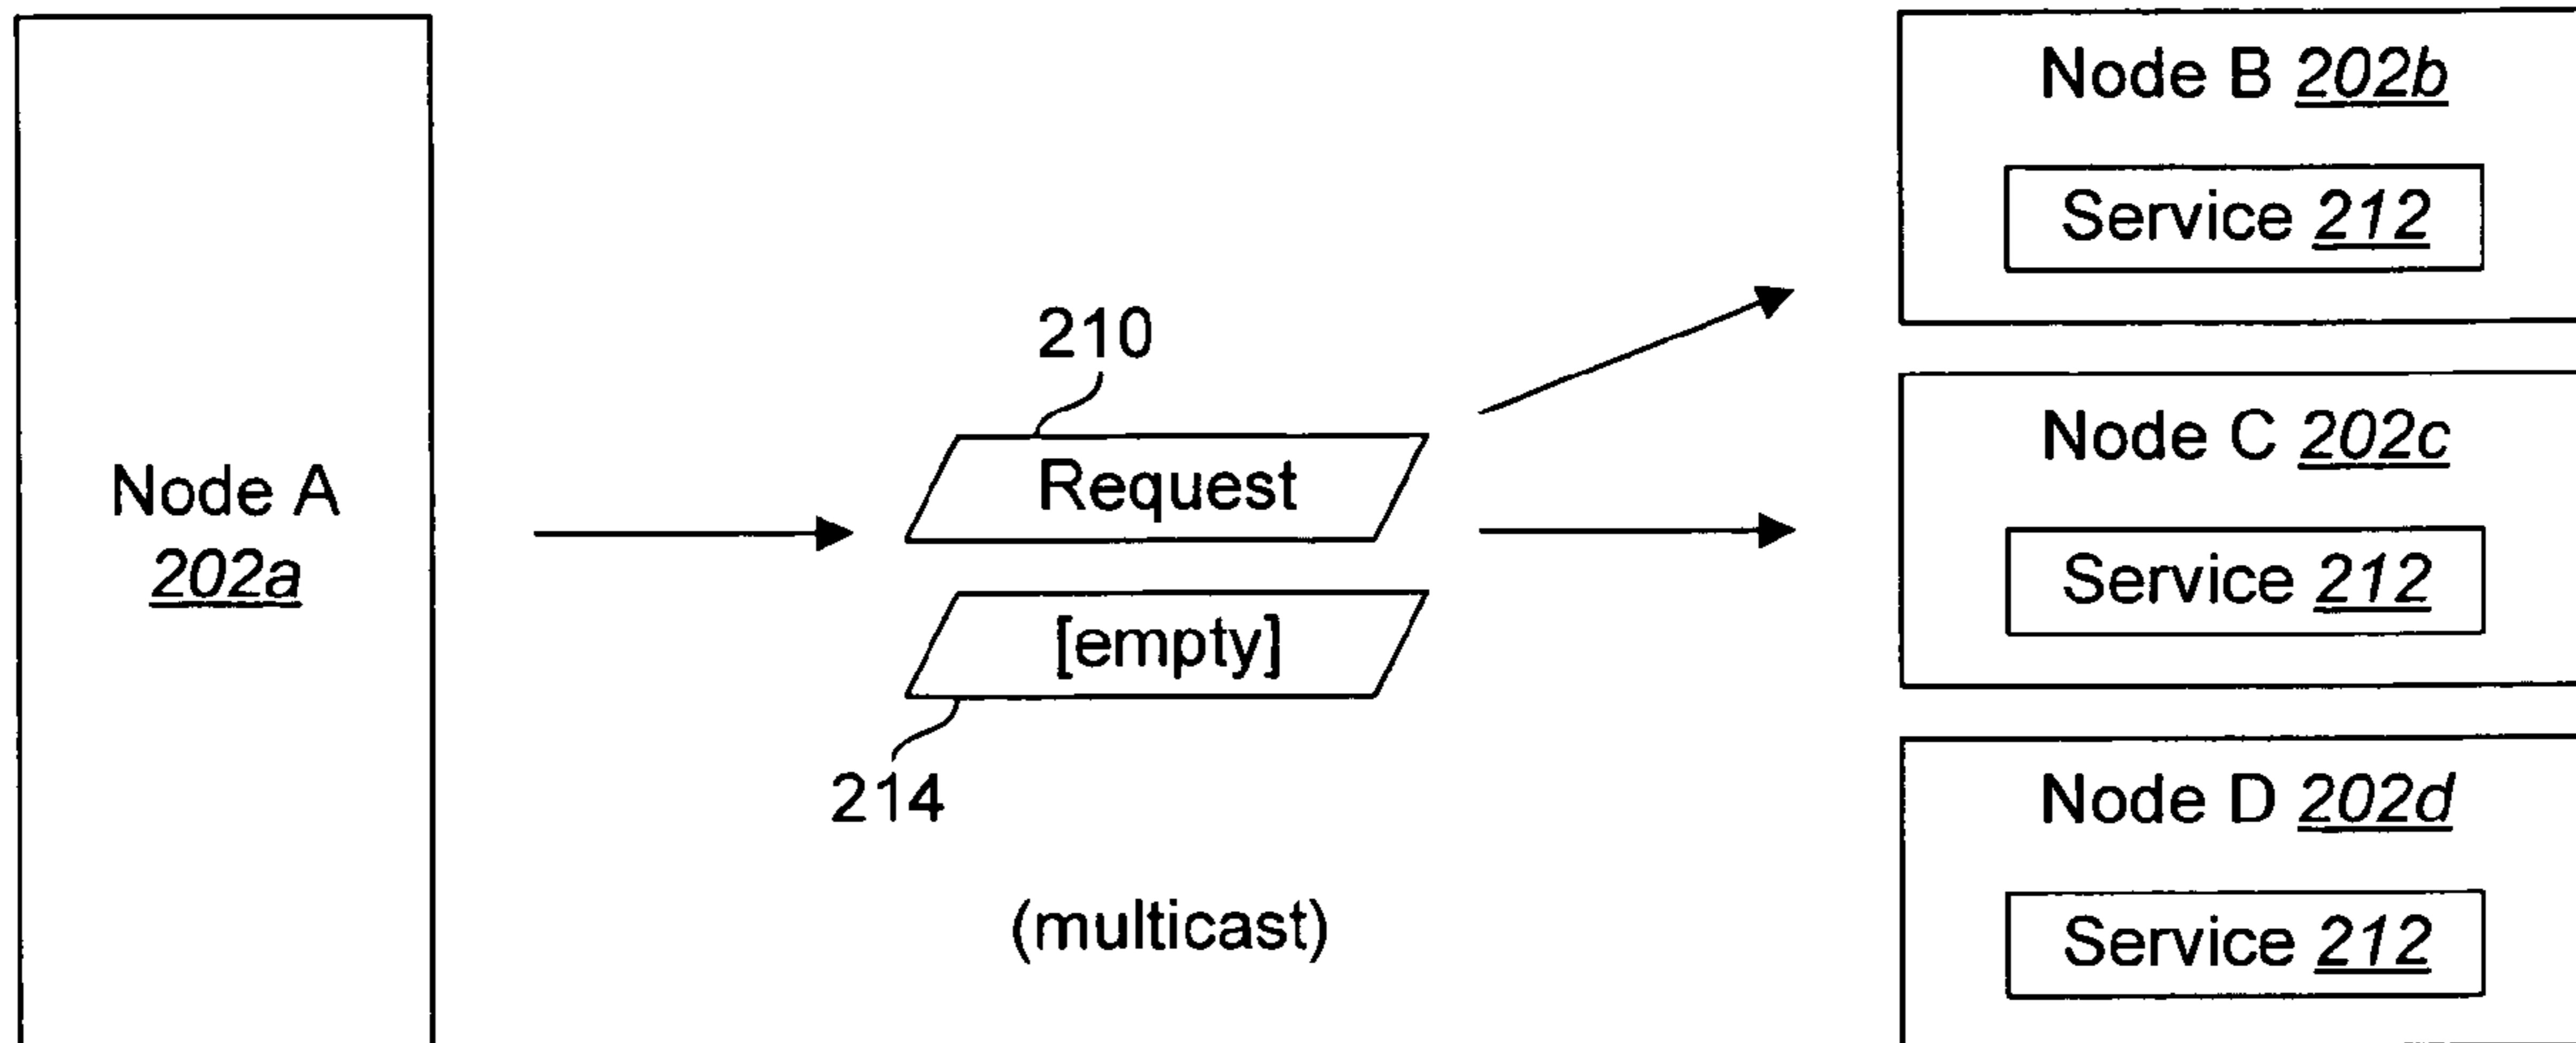 Node A
202a
210
Request
[empty]
214
(multicast)
Node B 202b
Service 212
Node C 202c
Service 212
Node D 202d
Service 212